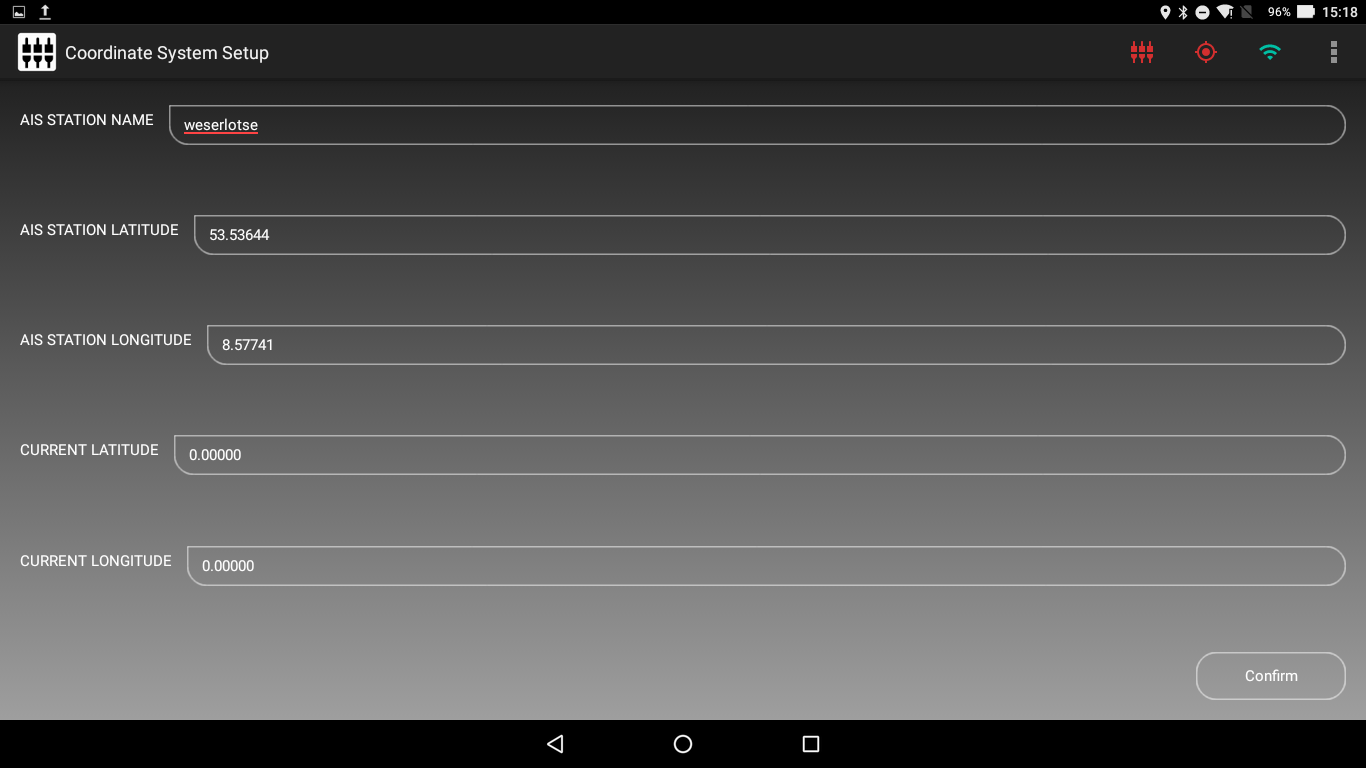 96% 15:18
Coordinate System Setup
AIS STATION NAME weserlotse
AIS STATION LATITUDE 53.53644
AIS STATION LONGITUDE 8.57741
CURRENT LATITUDE 0.00000
CURRENT LONGITUDE 0.00000
Confirm